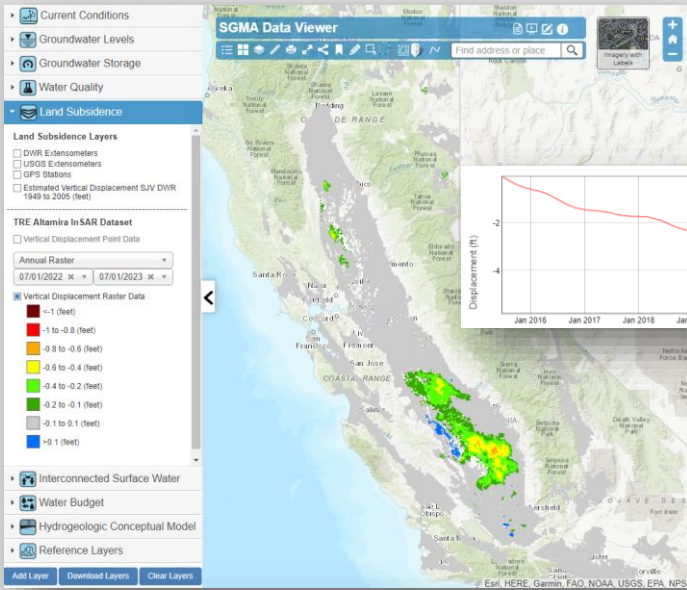 Current Conditions
Groundwater Levels
Groundwater Storage
Water Quality
Land Subsidence
Land Subsidence Layers
DWR Extensometers
USGS Extensometers
GPS Stations
Estimated Vertical Displacement SJV DWR
1949 to 2005 (feet)
TRE Altamira InSAR Dataset
Vertical Displacement Point Data
Annual Raster
07/01/2022 07/01/2023
Vertical Displacement Raster Data
<-1 (feet)
-1 to -0.8 (feet)
-0.8 to -0.6 (feet)
-0.6 to -0.4 (feet)
-0.4 to -0.2 (feet)
-0.2 to -0.1 (feet)
-0.1 to 0.1 (feet)
>0.1 (feet)
Interconnected Surface Water
Water Budget
Hydrogeologic Conceptual Model
Reference Layers
Add Layer Download Layers Clear Layers
SGMA Data Viewer
Find address or place
Imagery with
Labels
Redding
DE RANGE
Santa Ro
Napa
San Jose
COASTAL RANGE
Death Valley
National
Park
Fort Irwin
Displacement (ft)
-2
-4
Jan 2016 Jan 2017 Jan 2018
Esri, HERE, Garmin, FAO, NOAA, USGS, EPA, NPS